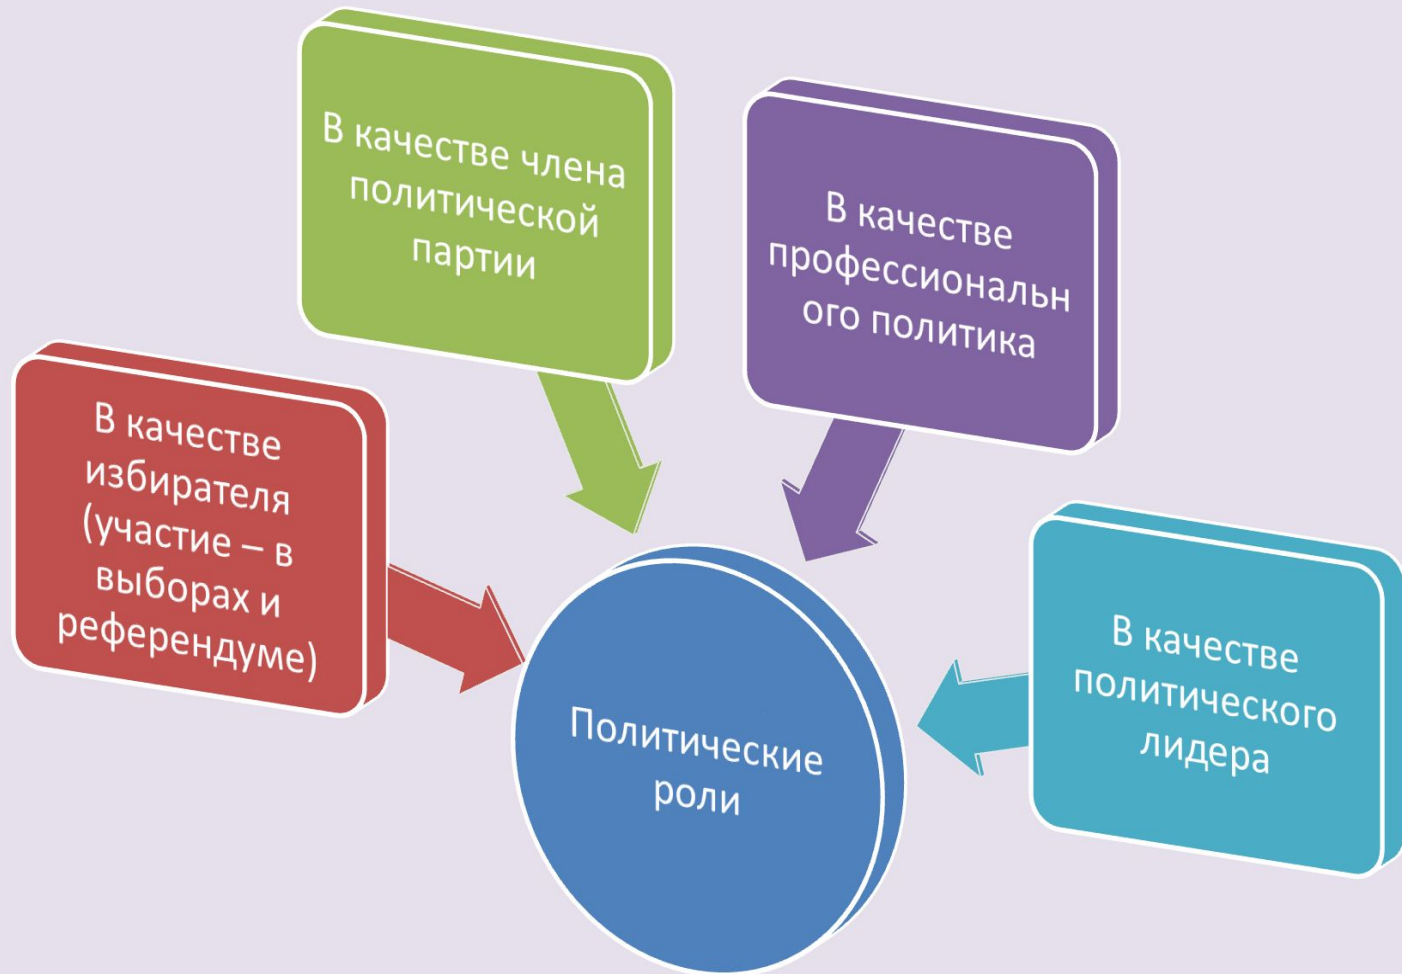 В качестве
избирателя
(участие – в
выборах и
референдуме)
В качестве члена
политической
партии
В качестве
профессиональн
ого политика
В качестве
политического
лидера
Политические
роли